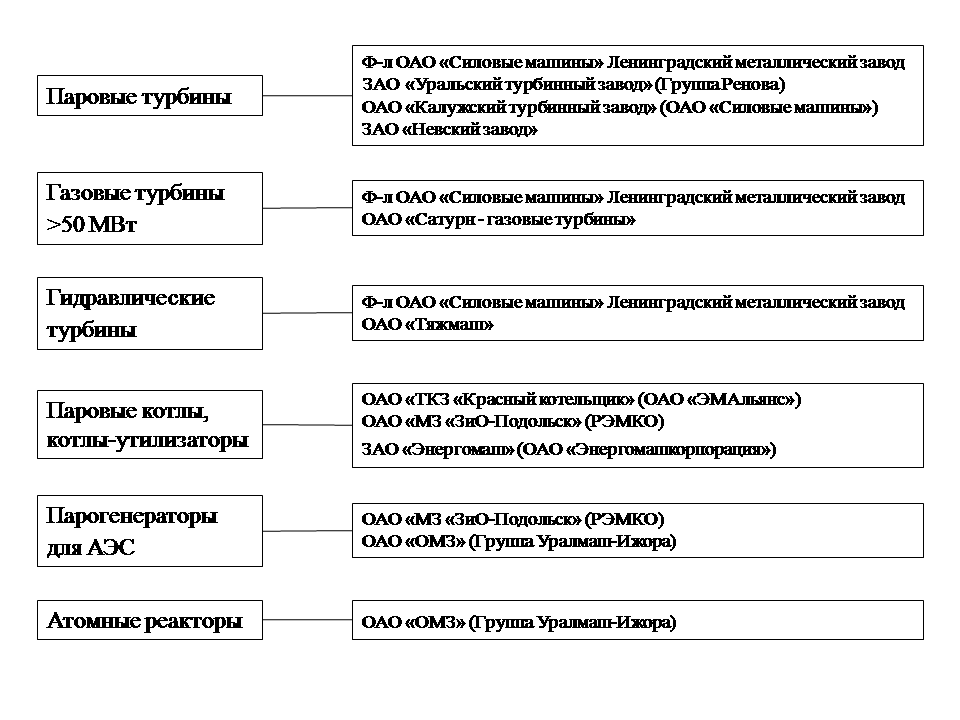 Паровые турбины
Ф-л ОАО «Силовые машины» Ленинградский металлический завод
ЗАО «Уральский турбинный завод» (Группа Ренова)
ОАО «Калужский турбинный завод» (ОАО «Силовые машины»)
ЗАО «Невский завод»
Газовые турбины
>50 МВт
Ф-л ОАО «Силовые машины» Ленинградский металлический завод
ОАО «Сатурн - газовые турбины»
Гидравлические
турбины
Ф-л ОАО «Силовые машины» Ленинградский металлический завод
ОАО «Тяжмаш»
Паровые котлы,
котлы-утилизаторы
ОАО «ТКЗ «Красный котельщик» (ОАО «ЭМАльянс»)
ОАО «МЗ «ЗиО-Подольск» (РЭМКО)
ЗАО «Энергомаш» (ОАО «Энергомашкорпорация»)
Парогенераторы
для АЭС
ОАО «МЗ «ЗиО-Подольск» (РЭМКО)
ОАО «ОМЗ» (Группа Уралмаш-Ижора)
Атомные реакторы
ОАО «ОМЗ» (Группа Уралмаш-Ижора)